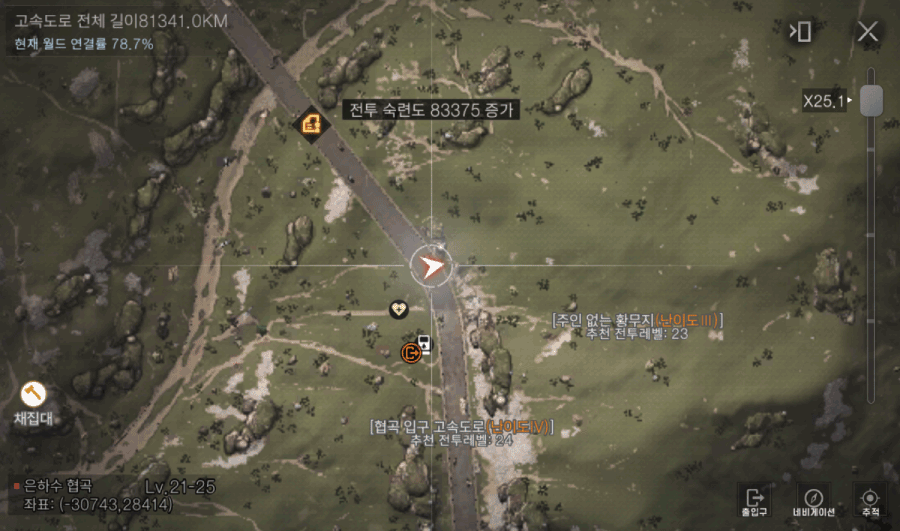 고속도로 전체 길이81341.0KM
현재 월드 연결률 78.7%
전투 숙련도 83375 증가
X25.1
[주인 없는 황무지(난이도Ⅲ)]
추천 전투레벨: 23
채집대
[협곡 입구 고속도로(난이도Ⅳ)]
추천 전투레벨: 24
은하수 협곡 Lv.21-25
좌표: (-30743,28414)
출입구
네비게이션
추적